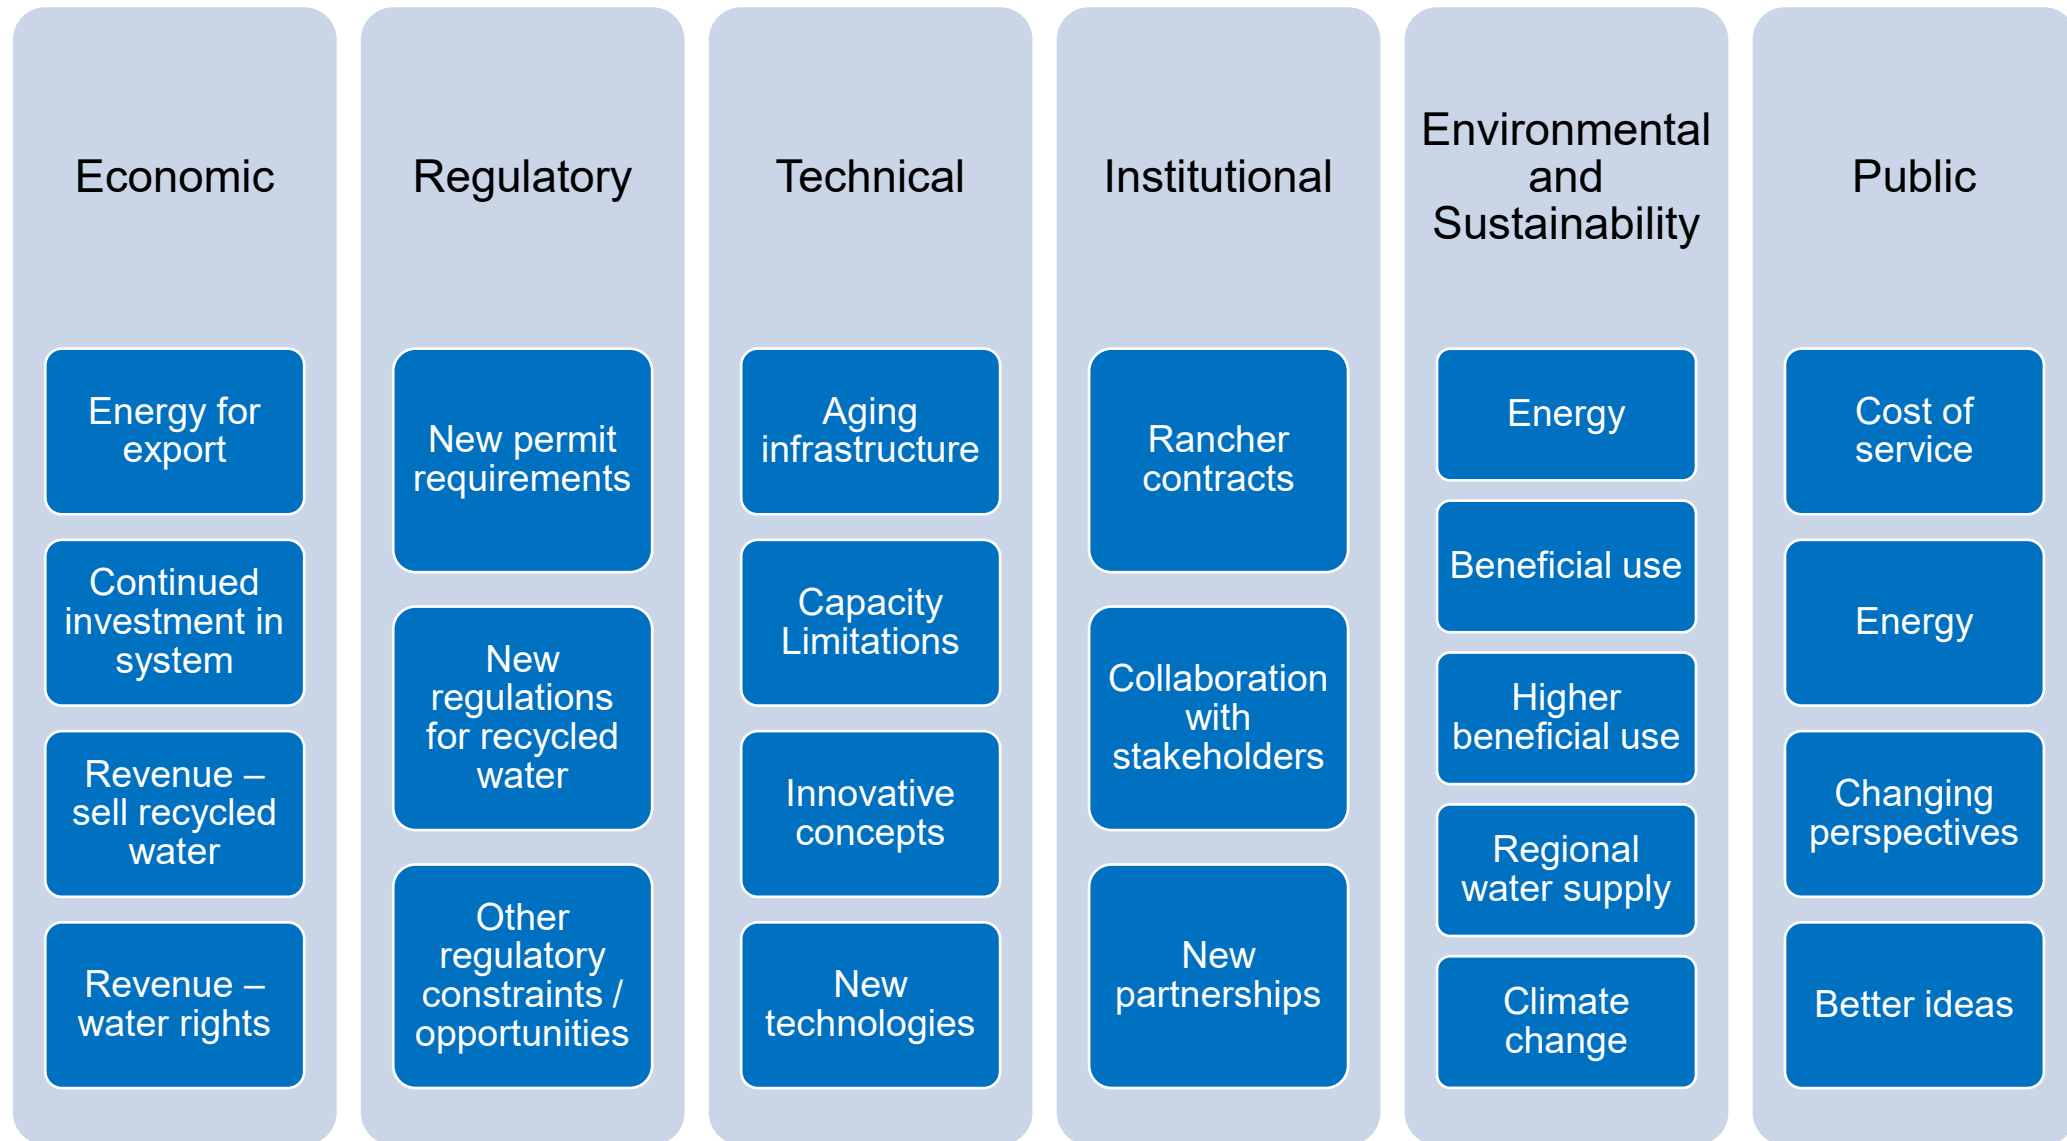 Economic
Energy for
export
Continued
investment in
system
Revenue –
sell recycled
water
Revenue –
water rights
Regulatory
New permit
requirements
New
regulations
for recycled
water
Other
regulatory
constraints /
opportunities
Technical
Aging
infrastructure
Capacity
Limitations
Innovative
concepts
New
technologies
Institutional
Rancher
contracts
Collaboration
with
stakeholders
New
partnerships
Environmental
and
Sustainability
Energy
Beneficial use
Higher
beneficial use
Regional
water supply
Climate
change
Public
Cost of
service
Energy
Changing
perspectives
Better ideas